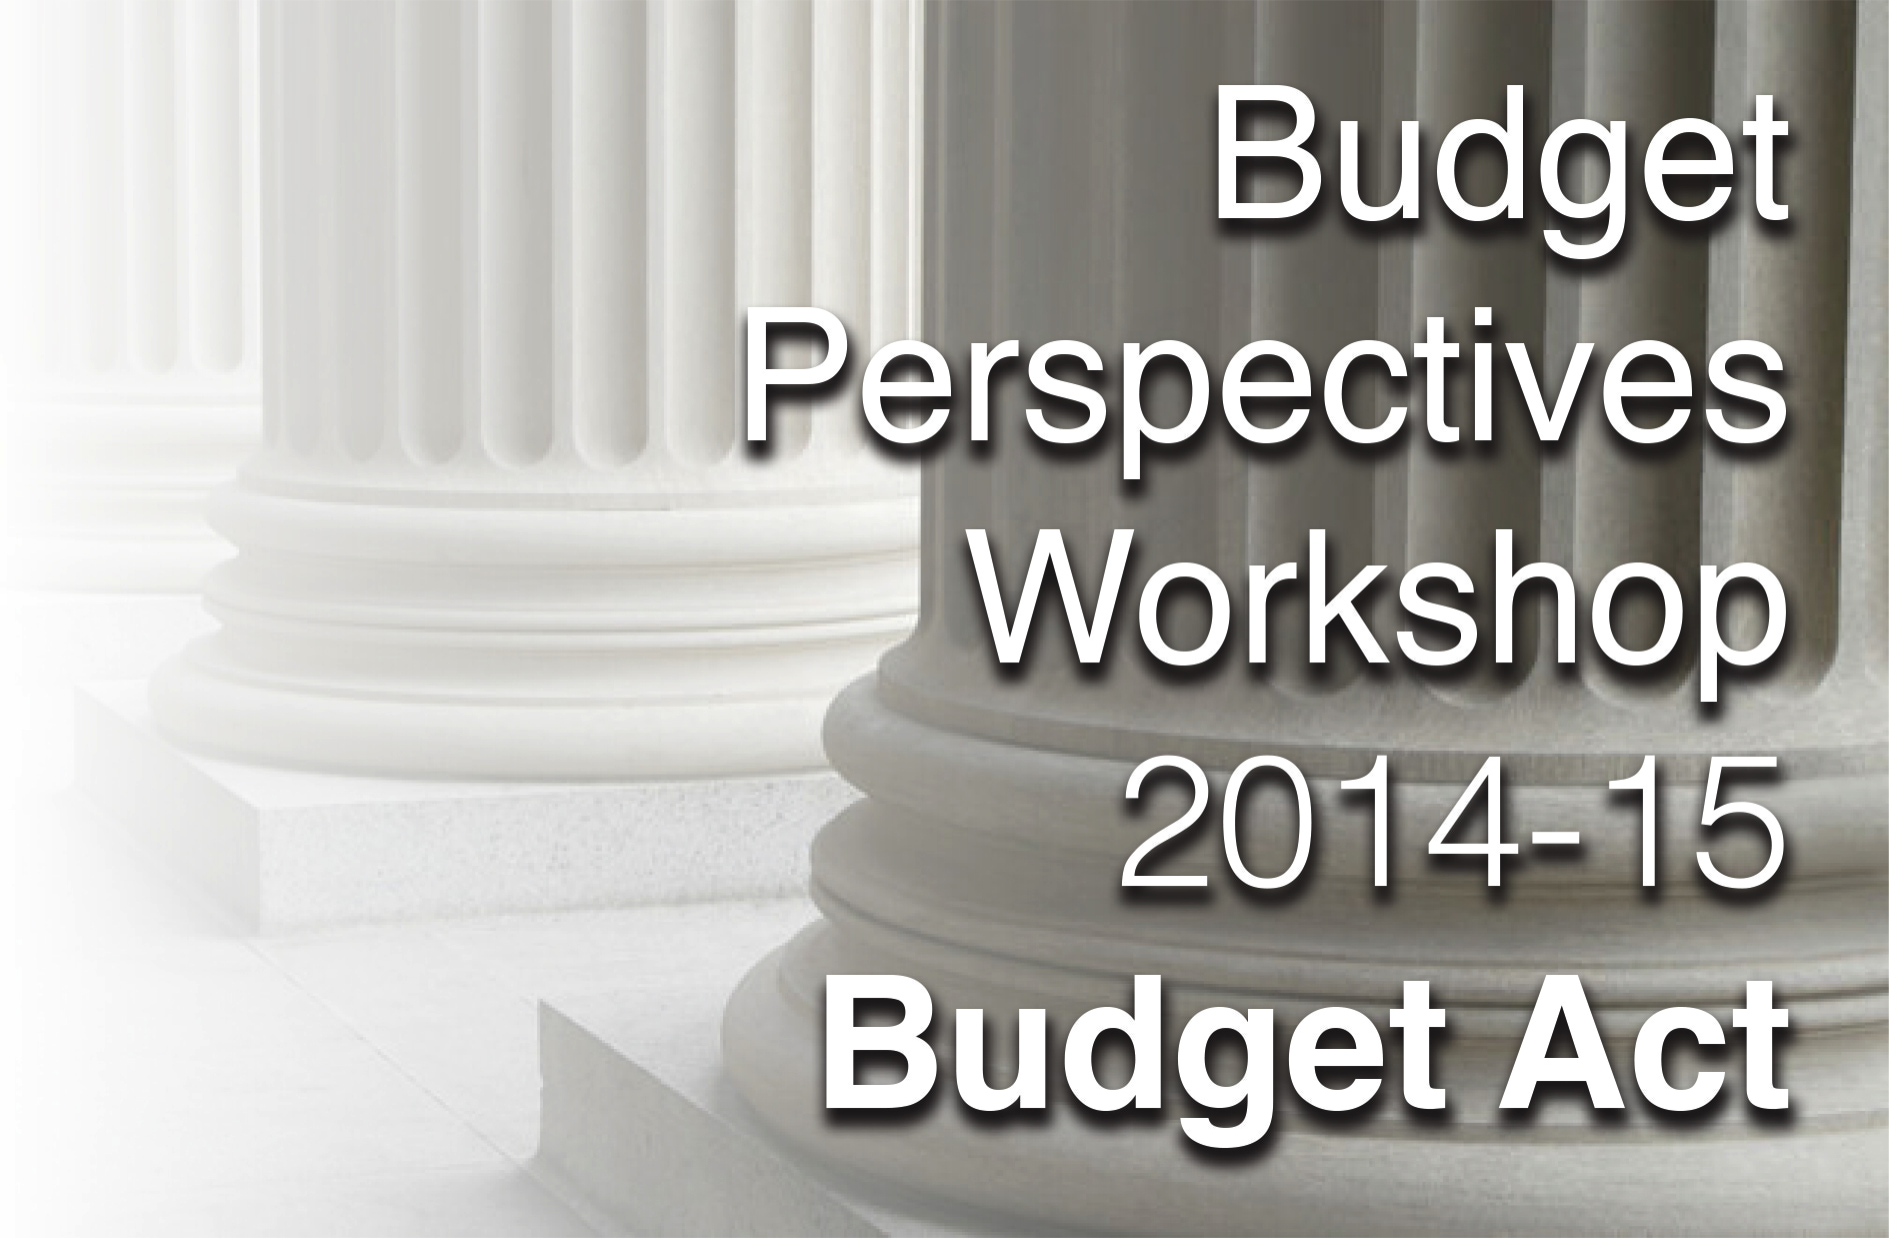 Budget
Perspectives
Workshop
2014-15
Budget Act